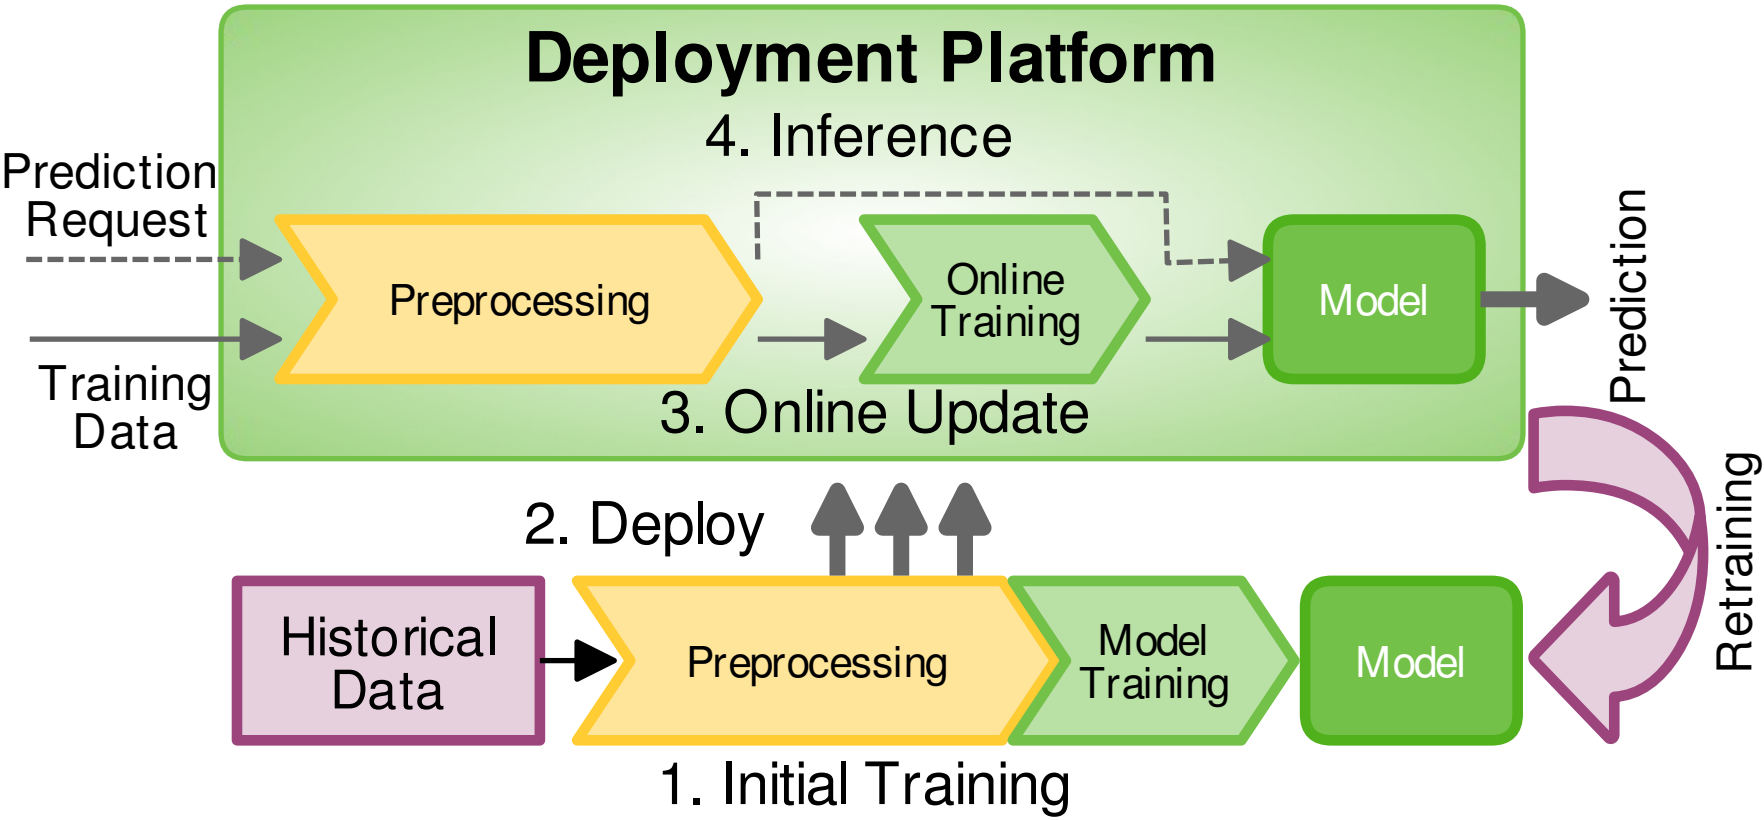 Deployment Platform
4. Inference
Prediction
Request
Preprocessing
Online
Training
Model
Prediction
Training
Data
3. Online Update
2. Deploy
Retraining
Historical
Data
Preprocessing
Model
Training
Model
1. Initial Training